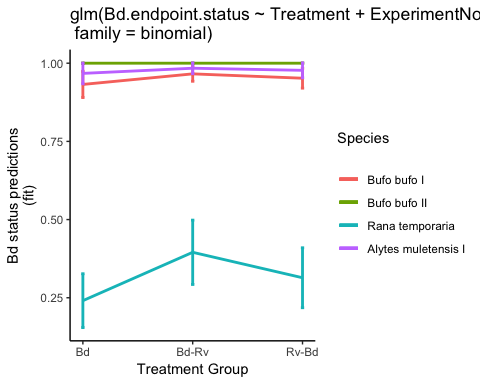 glm(Bd.endpoint.status ~ Treatment + ExperimentNo
family = binomial)
Bd status predictions
(fit)
1.00
0.75
0.50
0.25
Bd
Bd-Rv
Rv-Bd
Treatment Group
Species
Bufo bufo I
Bufo bufo II
Rana temporaria
Alytes muletensis I